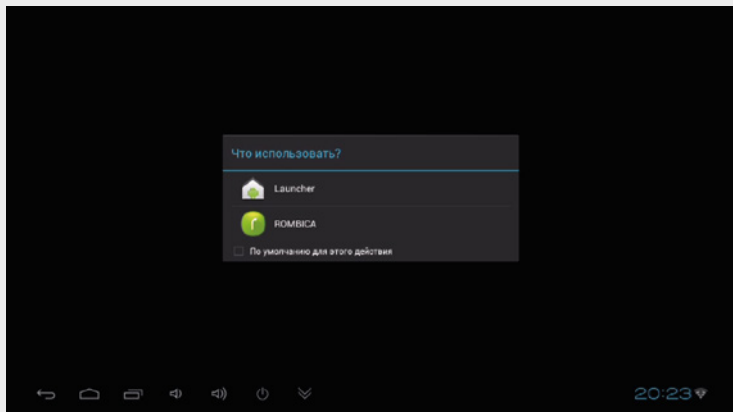 Что использовать?
Launcher
ROMBICA
По умолчанию для этого действия
20:23